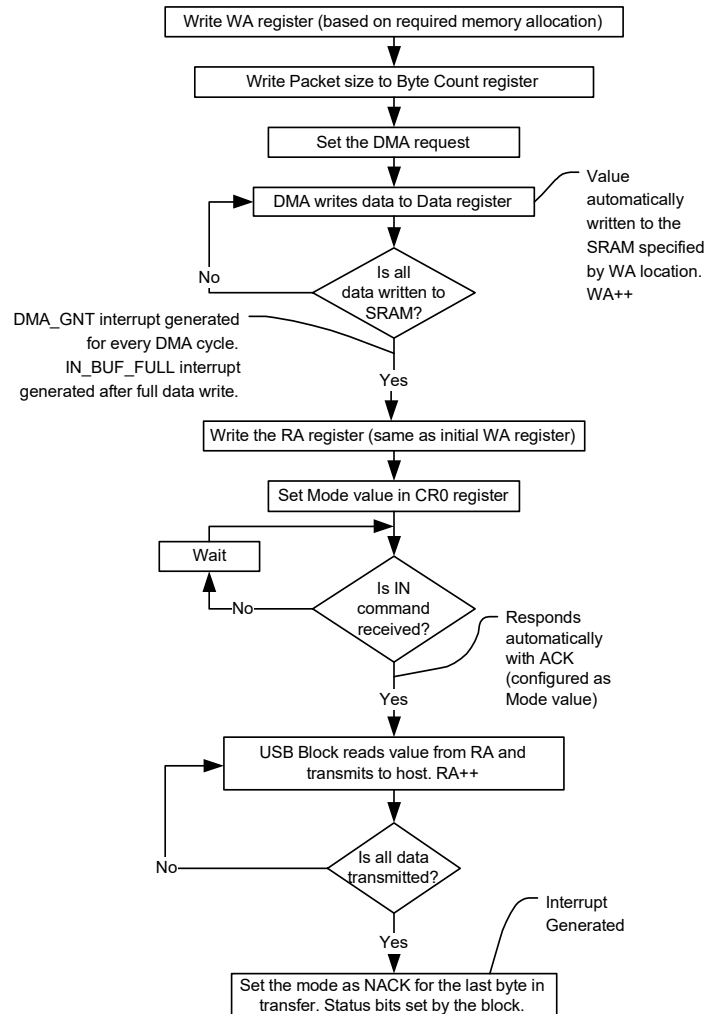 Write WA register (based on required memory allocation)
Write Packet size to Byte Count register
Set the DMA request
DMA writes data to Data register
Value
automatically
written to the
SRAM specified
by WA location.
WA++
No
Is all
data written to
SRAM?
DMA_GNT interrupt generated
for every DMA cycle.
IN_BUF_FULL interrupt
generated after full data write.
Yes
Write the RA register (same as initial WA register)
Set Mode value in CR0 register
Wait
No
Is IN
command
received?
Responds
automatically
with ACK
(configured as
Mode value)
Yes
USB Block reads value from RA and
transmits to host. RA++
No
Is all data
transmitted?
Interrupt
Generated
Yes
Set the mode as NACK for the last byte in
transfer. Status bits set by the block.